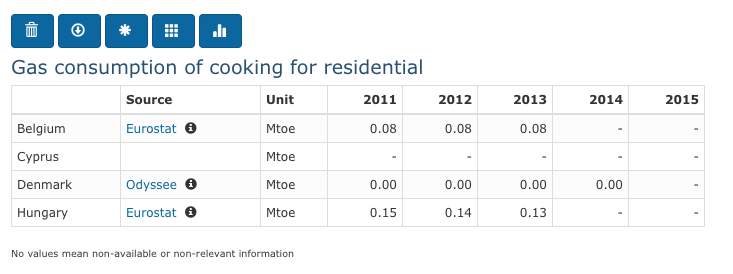 Gas consumption of cooking for residential
Source Unit 2011 2012 2013 2014 2015
Belgium Eurostat Mtoe 0.08 0.08 0.08 - -
Cyprus Mtoe - - - - -
Denmark Odyssee Mtoe 0.00 0.00 0.00 0.00 -
Hungary Eurostat Mtoe 0.15 0.14 0.13 - -
No values mean non-available or non-relevant information